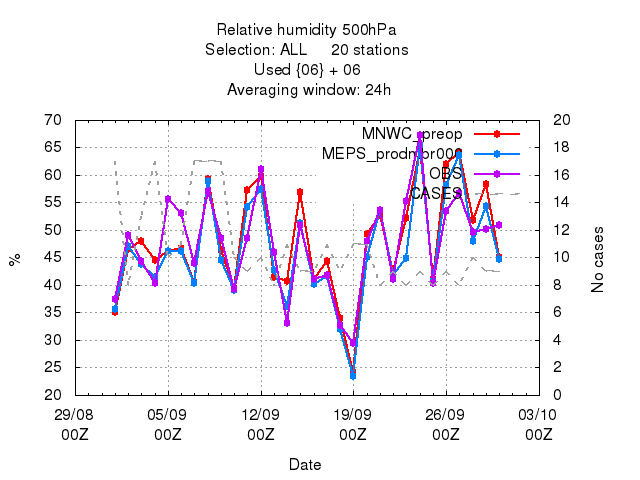 Relative humidity 500hPa
Selection: ALL 20 stations
Used {06} + 06
Averaging window: 24h
70 20
65 18
60 16
55 14
50 12
45 10
40 8
35 6
30 4
25 2
20 0
MNWC_preop
OBS
CASES
%
No cases
29/08 05/09 12/09 19/09 26/09 03/10
00Z 00Z 00Z 00Z 00Z 00Z
Date